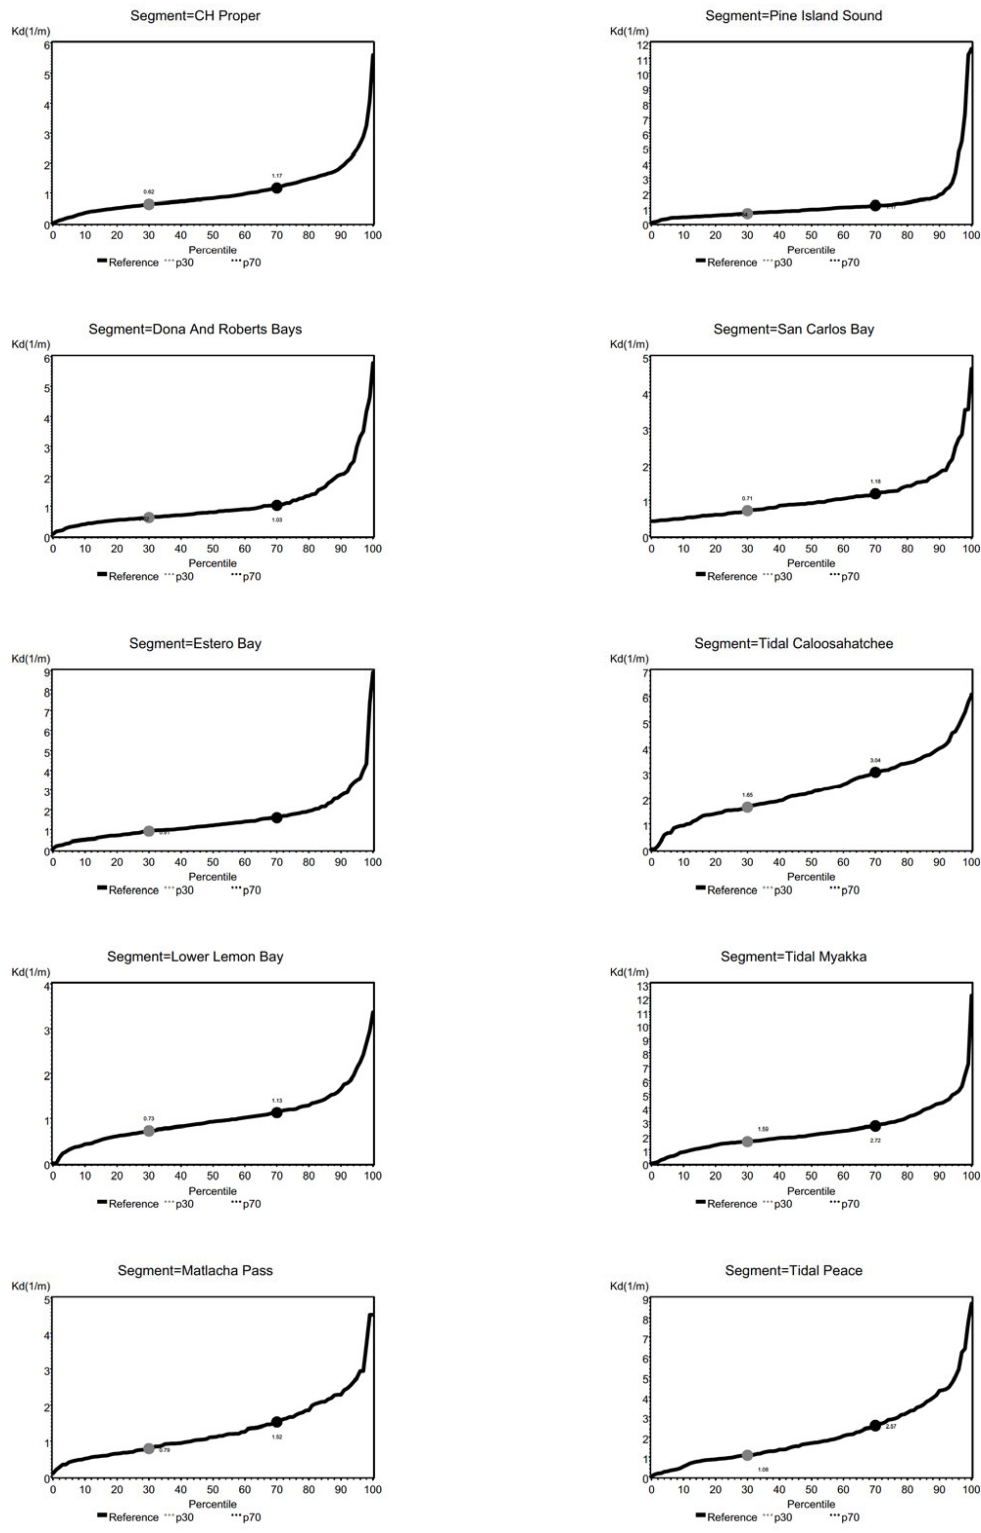 Segment=CH Proper
Kd(1/m)
6
5
4
3
2
1
0
0.62
1.17
0 10 20 30 40 50 60 70 80 90 100
Percentile
Reference p30 p70
Segment=Pine Island Sound
Kd(1/m)
12
11
10
9
8
7
6
5
4
3
2
1
0
0 10 20 30 40 50 60 70 80 90 100
Percentile
Reference p30 p70
Segment=Dona And Roberts Bays
Kd(1/m)
6
5
4
3
2
1
0
1.03
0 10 20 30 40 50 60 70 80 90 100
Percentile
Reference p30 p70
Segment=San Carlos Bay
Kd(1/m)
5
4
3
2
1
0
0.71
1.18
0 10 20 30 40 50 60 70 80 90 100
Percentile
Reference p30 p70
Segment=Estero Bay
Kd(1/m)
9
8
7
6
5
4
3
2
1
0
0 10 20 30 40 50 60 70 80 90 100
Percentile
Reference p30 p70
Segment=Tidal Caloosahatchee
Kd(1/m)
7
6
5
4
3
2
1
0
1.65
3.04
0 10 20 30 40 50 60 70 80 90 100
Percentile
Reference p30 p70
Segment=Lower Lemon Bay
Kd(1/m)
4
3
2
1
0
0.73
1.13
0 10 20 30 40 50 60 70 80 90 100
Percentile
Reference p30 p70
Segment=Tidal Myakka
Kd(1/m)
13
12
11
10
9
8
7
6
5
4
3
2
1
0
1.59
2.72
0 10 20 30 40 50 60 70 80 90 100
Percentile
Reference p30 p70
Segment=Matlacha Pass
Kd(1/m)
5
4
3
2
1
0
0.79
1.52
0 10 20 30 40 50 60 70 80 90 100
Percentile
Reference p30 p70
Segment=Tidal Peace
Kd(1/m)
9
8
7
6
5
4
3
2
1
0
2.57
0 10 20 30 40 50 60 70 80 90 100
Percentile
Reference p30 p70